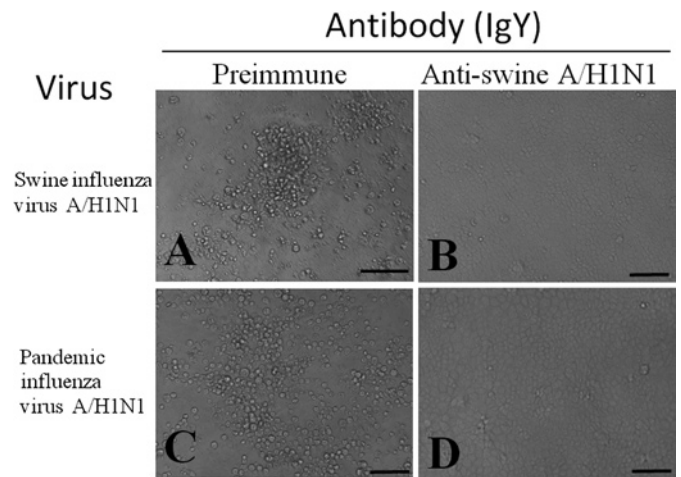 Antibody (IgY)
Virus
Preimmune
Anti-swine A/H1N1
Swine influenza
virus A/H1N1
A
B
Pandemic
influenza
virus A/H1N1
C
D